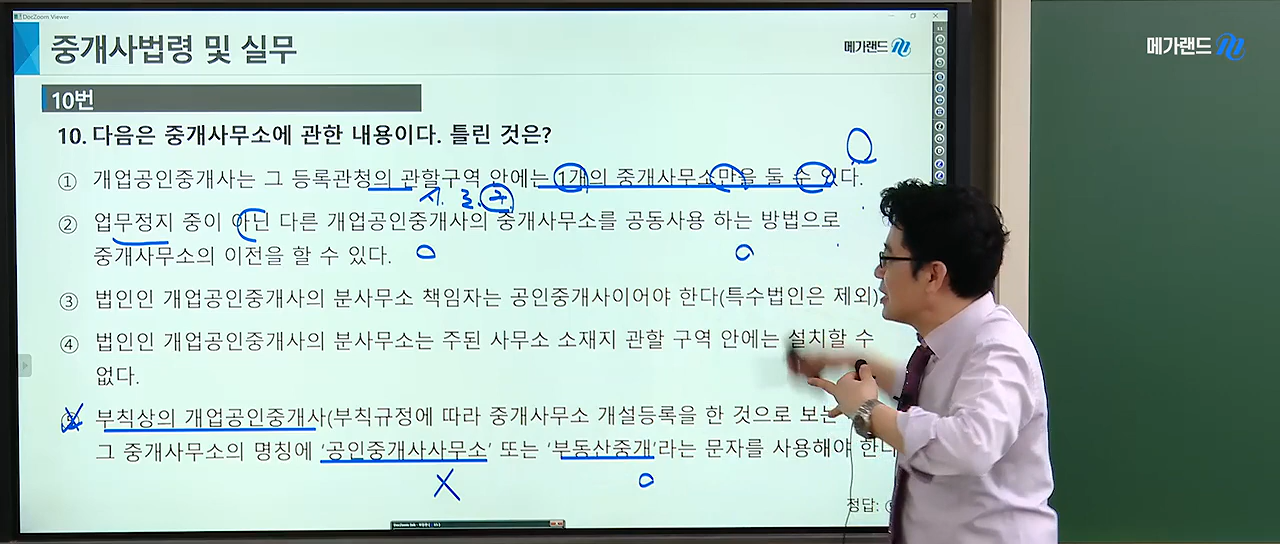 DocZoom Viewer
중개사법령 및 실무
메가랜드
메가랜드
10번
10. 다음은 중개사무소에 관한 내용이다. 틀린 것은?
① 개업공인중개사는 그 등록관청의 관할구역 안에는 1개의 중개사무소만을 둘 수 있다.
시. 군. 구.
② 업무정지 중이 아닌 다른 개업공인중개사의 중개사무소를 공동사용 하는 방법으로
중개사무소의 이전을 할 수 있다.
③ 법인인 개업공인중개사의 분사무소 책임자는 공인중개사이어야 한다(특수법인은 제외)
④ 법인인 개업공인중개사의 분사무소는 주된 사무소 소재지 관할 구역 안에는 설치할 수
없다.
⑤ 부칙상의 개업공인중개사(부칙규정에 따라 중개사무소 개설등록을 한 것으로 보는
그 중개사무소의 명칭에 '공인중개사사무소' 또는 '부동산중개'라는 문자를 사용해야 한다
X
정답: